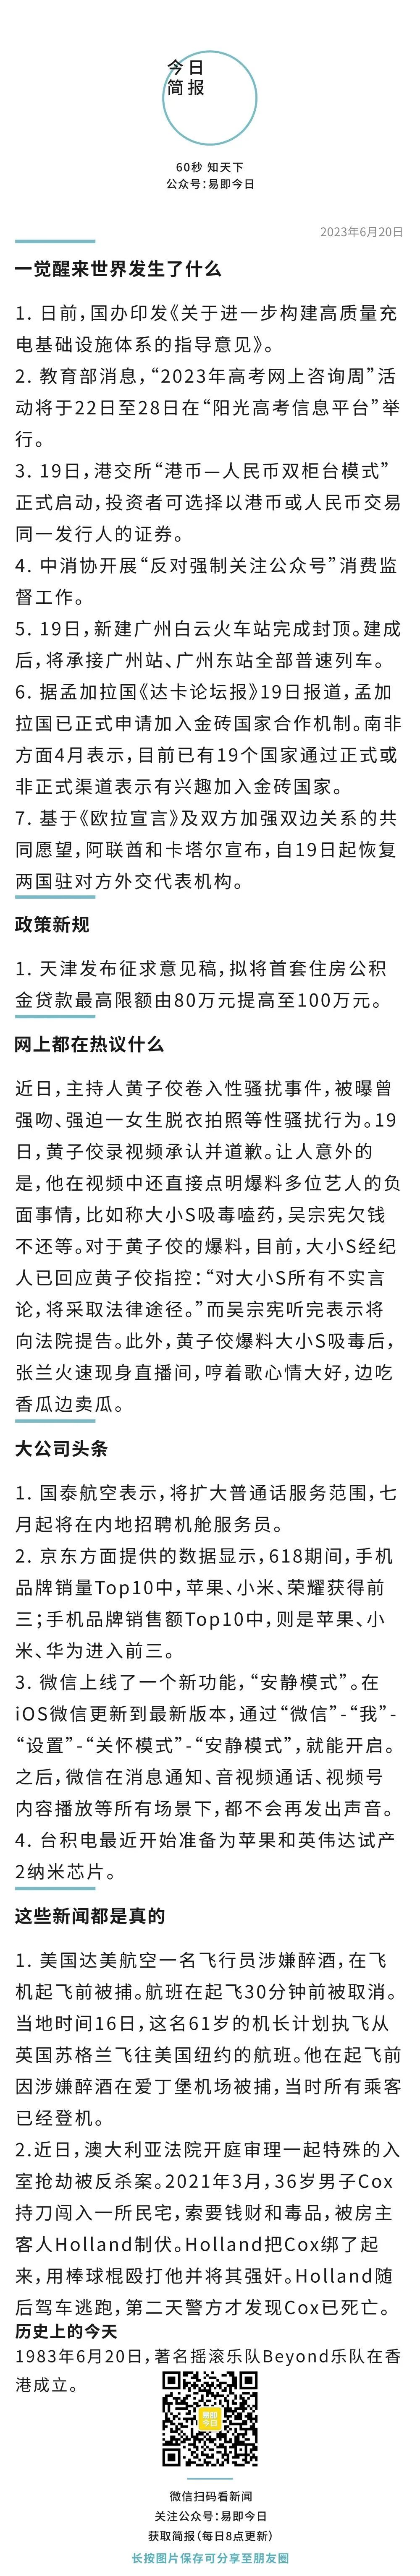 今日
简报
60秒 知天下
公众号：易即今日
2023年6月20日
一觉醒来世界发生了什么
1. 日前，国办印发《关于进一步构建高质量充
电基础设施体系的指导意见》。
2. 教育部消息，“2023年高考网上咨询周”活
动将于22日至28日在“阳光高考信息平台”举
行。
3. 19日，港交所“港币—人民币双柜台模式”
正式启动，投资者可选择以港币或人民币交易
同一发行人的证券。
4. 中消协开展“反对强制关注公众号”消费监
督工作。
5. 19日，新建广州白云火车站完成封顶。建成
后，将承接广州站、广州东站全部普速列车。
6. 据孟加拉国《达卡论坛报》19日报道，孟加
拉国已正式申请加入金砖国家合作机制。南非
方面4月表示，目前已有19个国家通过正式或
非正式渠道表示有兴趣加入金砖国家。
7. 基于《欧拉宣言》及双方加强双边关系的共
同愿望，阿联酋和卡塔尔宣布，自19日起恢复
两国驻对方外交代表机构。
政策新规
1. 天津发布征求意见稿，拟将首套住房公积
金贷款最高限额由80万元提高至100万元。
网上都在热议什么
近日，主持人黄子佼卷入性骚扰事件，被曝曾
强吻、强迫一女生脱衣拍照等性骚扰行为。19
日，黄子佼录视频承认并道歉。让人意外的
是，他在视频中还直接点明爆料多位艺人的负
面事情，比如称大小S吸毒嗑药，吴宗宪欠钱
不还等。对于黄子佼的爆料，目前，大小S经纪
人已回应黄子佼指控：“对大小S所有不实言
论，将采取法律途径。”而吴宗宪听完表示将
向法院提告。此外，黄子佼爆料大小S吸毒后，
张兰火速现身直播间，哼着歌心情大好，边吃
香瓜边卖瓜。
大公司头条
1. 国泰航空表示，将扩大普通话服务范围，七
月起将在内地招聘机舱服务员。
2. 京东方面提供的数据显示，618期间，手机
品牌销量Top10中，苹果、小米、荣耀获得前
三；手机品牌销售额Top10中，则是苹果、小
米、华为进入前三。
3. 微信上线了一个新功能，“安静模式”。在
iOS微信更新到最新版本，通过“微信”-“我”-
“设置”-“关怀模式”-“安静模式”，就能开启。
之后，微信在消息通知、音视频通话、视频号
内容播放等所有场景下，都不会再发出声音。
4. 台积电最近开始准备为苹果和英伟达试产
2纳米芯片。
这些新闻都是真的
1. 美国达美航空一名飞行员涉嫌醉酒，在飞
机起飞前被捕。航班在起飞30分钟前被取消。
当地时间16日，这名61岁的机长计划执飞从
英国苏格兰飞往美国纽约的航班。他在起飞前
因涉嫌醉酒在爱丁堡机场被捕，当时所有乘客
已经登机。
2.近日，澳大利亚法院开庭审理一起特殊的入
室抢劫被反杀案。2021年3月，36岁男子Cox
持刀闯入一所民宅，索要钱财和毒品，被房主
客人Holland制伏。Holland把Cox绑了起
来，用棒球棍殴打他并将其强奸。Holland随
后驾车逃跑，第二天警方才发现Cox已死亡。
历史上的今天
1983年6月20日，著名摇滚乐队Beyond乐队在香
港成立。
易即
今日
微信扫码看新闻
关注公众号：易即今日
获取简报（每日8点更新）
长按图片保存可分享至朋友圈